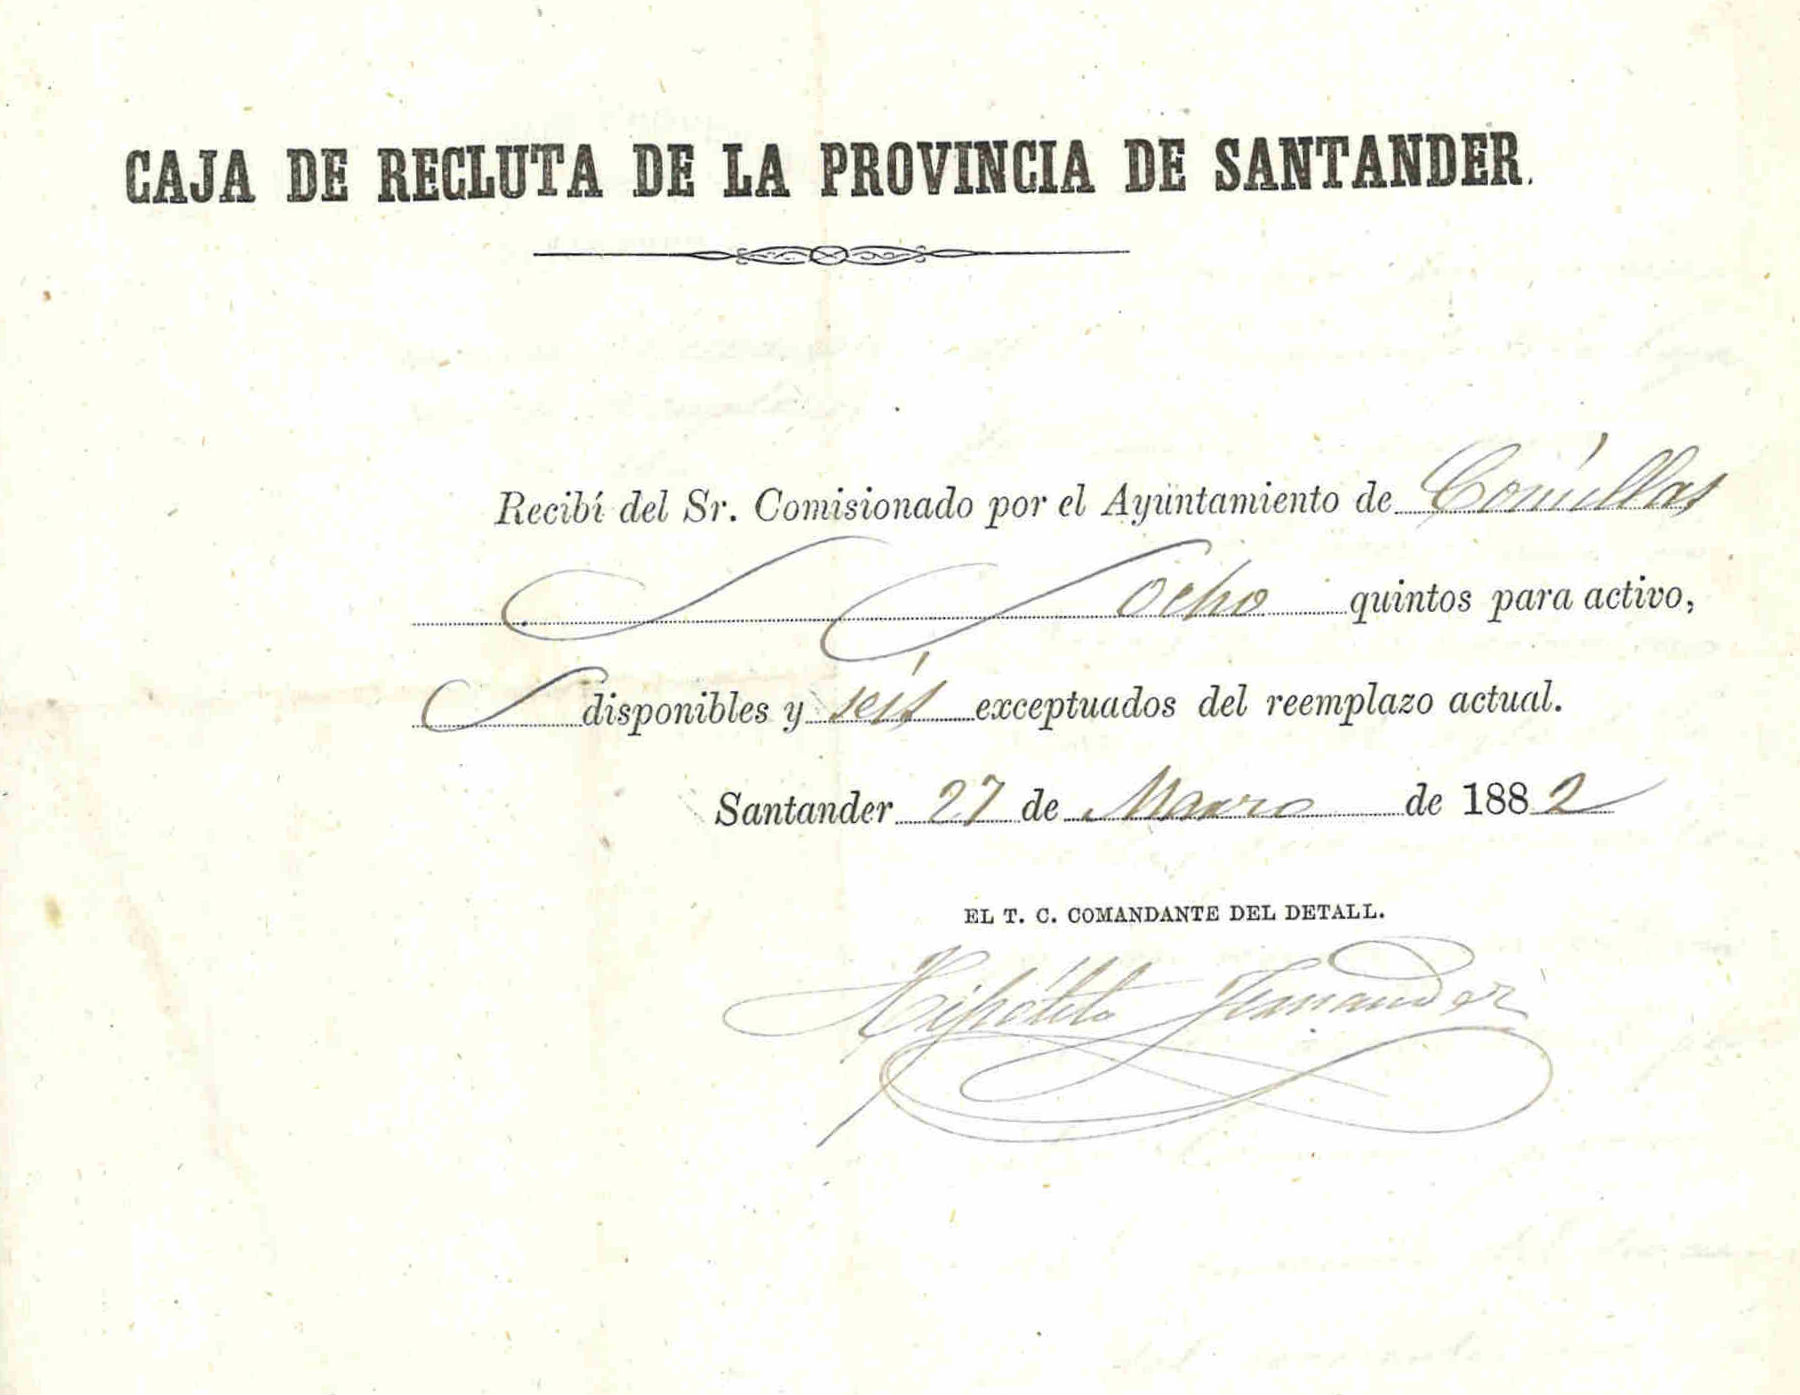 CAJA DE RECLUTA DE LA PROVINCIA DE SANTANDER.
Recibí del Sr. Comisionado por el Ayuntamiento de Comillas
ocho quintos para activo,
disponibles y seis exceptuados del reemplazo actual.
Santander 27 de Marzo de 1882
EL T. C. COMANDANTE DEL DETALL.
Hipólito Fernandez